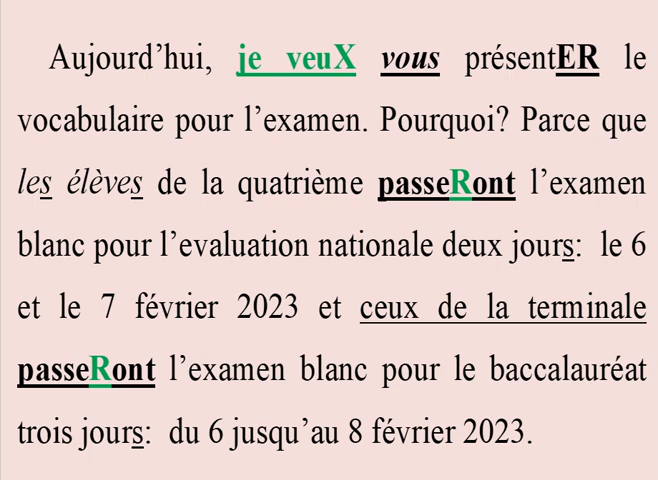 Aujourd’hui, je veuX vous présentER le
vocabulaire pour l’examen. Pourquoi? Parce que
les élèves de la quatrième passeRont l’examen
blanc pour l’evaluation nationale deux jours: le 6
et le 7 février 2023 et ceux de la terminale
passeRont l’examen blanc pour le baccalauréat
trois jours: du 6 jusqu’au 8 février 2023.